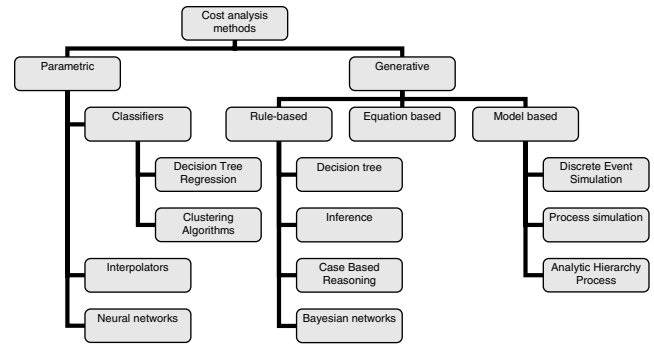 Cost analysis
methods
Parametric
Generative
Classifiers
Rule-based
Equation based
Model based
Decision Tree
Regression
Decision tree
Discrete Event
Simulation
Clustering
Algorithms
Inference
Process simulation
Interpolators
Case Based
Reasoning
Analytic Hierarchy
Process
Neural networks
Bayesian networks